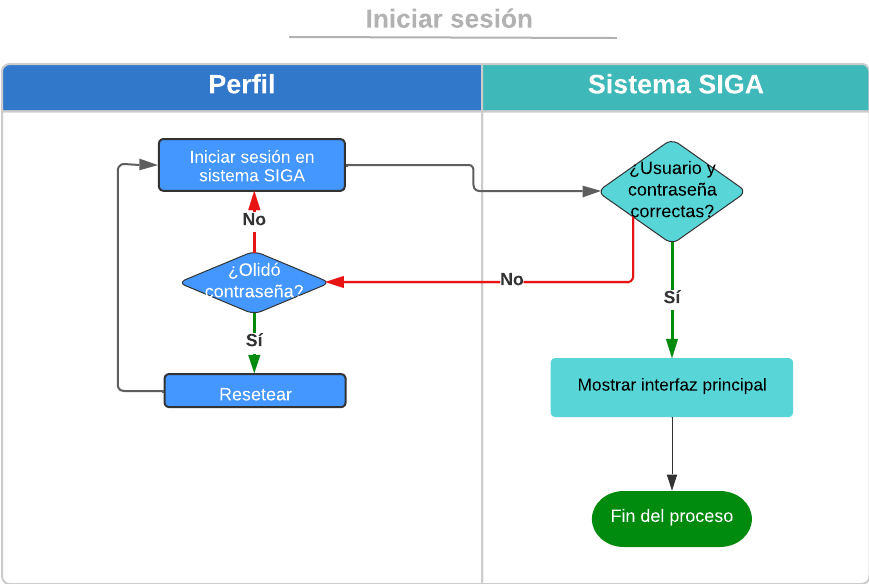 Iniciar sesión
Perfil
Sistema SIGA
Iniciar sesión en
sistema SIGA
¿Usuario y
contraseña
correctas?
No
¿Olidó
contraseña?
No
Sí
Sí
Resetear
Mostrar interfaz principal
Fin del proceso